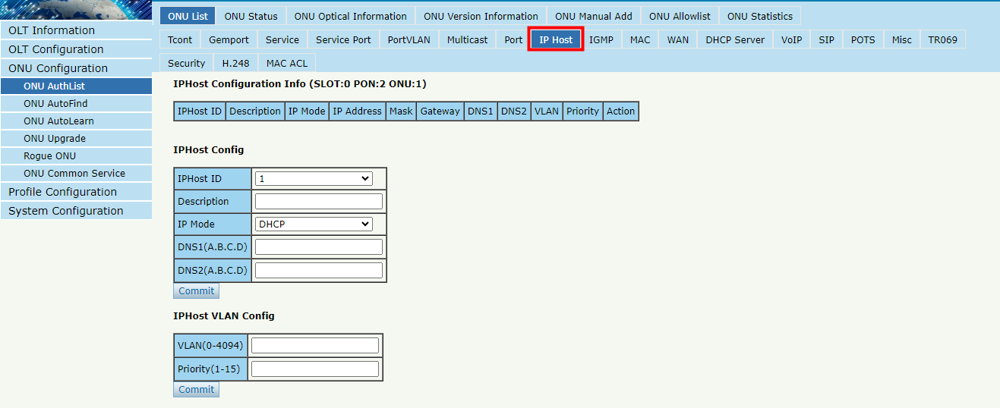 ONU List ONU Status ONU Optical Information ONU Version Information ONU Manual Add ONU Allowlist ONU Statistics
Tcont Gemport Service Service Port PortVLAN Multicast Port IP Host IGMP MAC WAN DHCP Server VoIP SIP POTS Misc TR069
Security H.248 MAC ACL
OLT Information
OLT Configuration
ONU Configuration
ONU AuthList
ONU AutoFind
ONU AutoLearn
ONU Upgrade
Rogue ONU
ONU Common Service
Profile Configuration
System Configuration
IPHost Configuration Info (SLOT:0 PON:2 ONU:1)
IPHost ID Description IP Mode IP Address Mask Gateway DNS1 DNS2 VLAN Priority Action
IPHost Config
IPHost ID 1
Description
IP Mode DHCP
DNS1(A.B.C.D)
DNS2(A.B.C.D)
Commit
IPHost VLAN Config
VLAN(0-4094)
Priority(1-15)
Commit